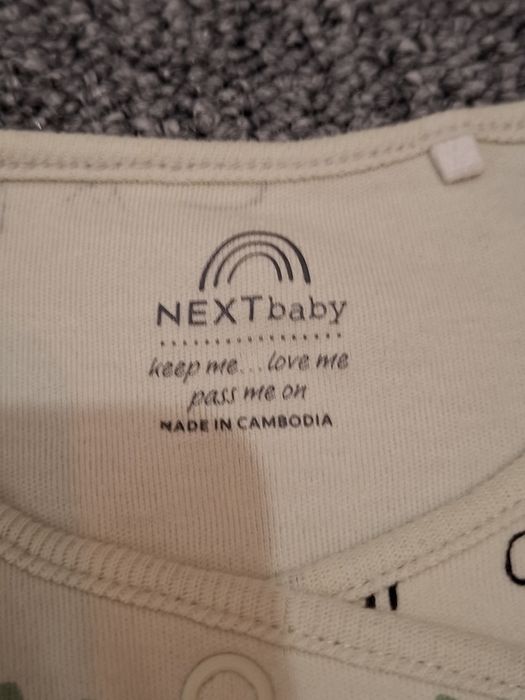 NEXTbaby
keep me...love me
pass me on
MADE IN CAMBODIA